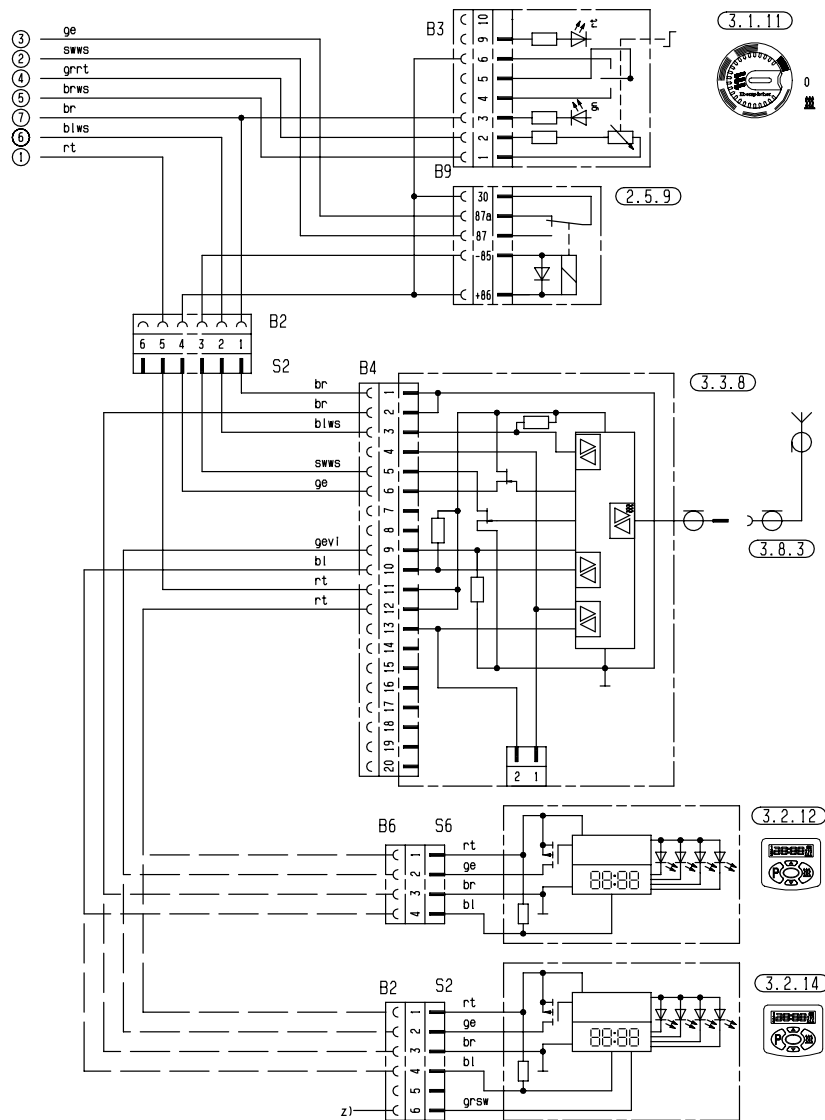 B3
3.1.11
3 ge
2 swws
4 grrt
5 brws
7 br
6 blws
1 rt
10
9
6
5
4
3
2
1
0
B9
2.5.9
30
87a
87
-85
+86
B2
6 5 4 3 2 1
S2
B4
3.3.8
br
br
blws
swws
ge
gevi
bl
rt
rt
1
2
3
4
5
6
7
8
9
10
11
12
13
14
15
16
17
18
19
20
3.8.3
2 1
B6 S6
3.2.12
1 rt
2 ge
3 br
4 bl
88:88
P
B2 S2
3.2.14
1 rt
2 ge
3 br
4 bl
5
z) 6 grsw
88:88
P